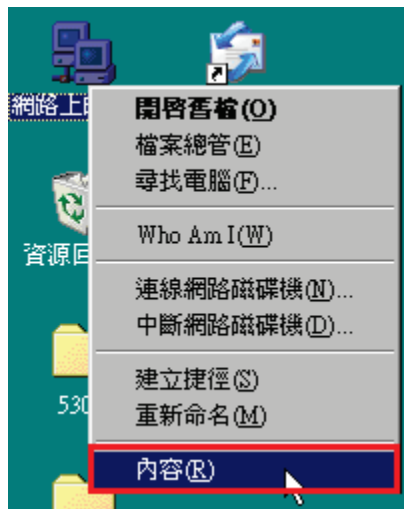 網路上
開啓舊檔(O)
檔案總管(E)
尋找電腦(F)...
Who Am I(W)
資源回
連線網路磁碟機(N)...
中斷網路磁碟機(D)...
建立捷徑(S)
530
重新命名(M)
內容(R)